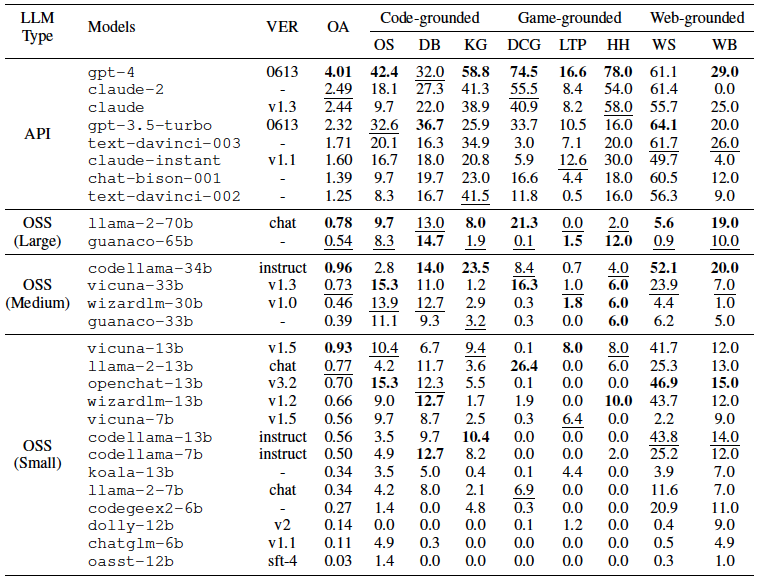 LLM Type Models VER OA Code-grounded Game-grounded Web-grounded
OS DB KG DCG LTP HH WS WB
API
gpt-4 0613 4.01 42.4 32.0 58.8 74.5 16.6 78.0 61.1 29.0
claude-2 - 2.49 18.1 27.3 41.3 55.5 8.4 54.0 61.4 0.0
claude v1.3 2.44 9.7 22.0 38.9 40.9 8.2 58.0 55.7 25.0
gpt-3.5-turbo 0613 2.32 32.6 36.7 25.9 33.7 10.5 16.0 64.1 20.0
text-davinci-003 - 1.71 20.1 16.3 34.9 3.0 7.1 20.0 61.7 26.0
claude-instant v1.1 1.60 16.7 18.0 20.8 5.9 12.6 30.0 49.7 4.0
chat-bison-001 - 1.39 9.7 19.7 23.0 16.6 4.4 18.0 60.5 12.0
text-davinci-002 - 1.25 8.3 16.7 41.5 11.8 0.5 16.0 56.3 9.0
OSS (Large)
llama-2-70b chat 0.78 9.7 13.0 8.0 21.3 0.0 2.0 5.6 19.0
guanaco-65b - 0.54 8.3 14.7 1.9 0.1 1.5 12.0 0.9 10.0
OSS (Medium)
codellama-34b instruct 0.96 2.8 14.0 23.5 8.4 0.7 4.0 52.1 20.0
vicuna-33b v1.3 0.73 15.3 11.0 1.2 16.3 1.0 6.0 23.9 7.0
wizardlm-30b v1.0 0.46 13.9 12.7 2.9 0.3 1.8 6.0 4.4 1.0
guanaco-33b - 0.39 11.1 9.3 3.2 0.3 0.0 6.0 6.2 5.0
OSS (Small)
vicuna-13b v1.5 0.93 10.4 6.7 9.4 0.1 8.0 8.0 41.7 12.0
llama-2-13b chat 0.77 4.2 11.7 3.6 26.4 0.0 6.0 25.3 13.0
openchat-13b v3.2 0.70 15.3 12.3 5.5 0.1 0.0 0.0 46.9 15.0
wizardlm-13b v1.2 0.66 9.0 12.7 1.7 1.9 0.0 10.0 43.7 12.0
vicuna-7b v1.5 0.56 9.7 8.7 2.5 0.3 6.4 0.0 2.2 9.0
codellama-13b instruct 0.56 3.5 9.7 10.4 0.0 0.0 0.0 43.8 14.0
codellama-7b instruct 0.50 4.9 12.7 8.2 0.0 0.0 2.0 25.2 12.0
koala-13b - 0.34 3.5 5.0 0.4 0.1 4.4 0.0 3.9 7.0
llama-2-7b chat 0.34 4.2 8.0 2.1 6.9 0.0 0.0 11.6 7.0
codegeex2-6b - 0.27 1.4 0.0 4.8 0.3 0.0 0.0 20.9 11.0
dolly-12b v2 0.14 0.0 0.0 0.0 0.1 1.2 0.0 0.4 9.0
chatglm-6b v1.1 0.11 4.9 0.3 0.0 0.0 0.0 0.0 0.5 4.9
oasst-12b sft-4 0.03 1.4 0.0 0.0 0.0 0.0 0.0 0.3 1.0